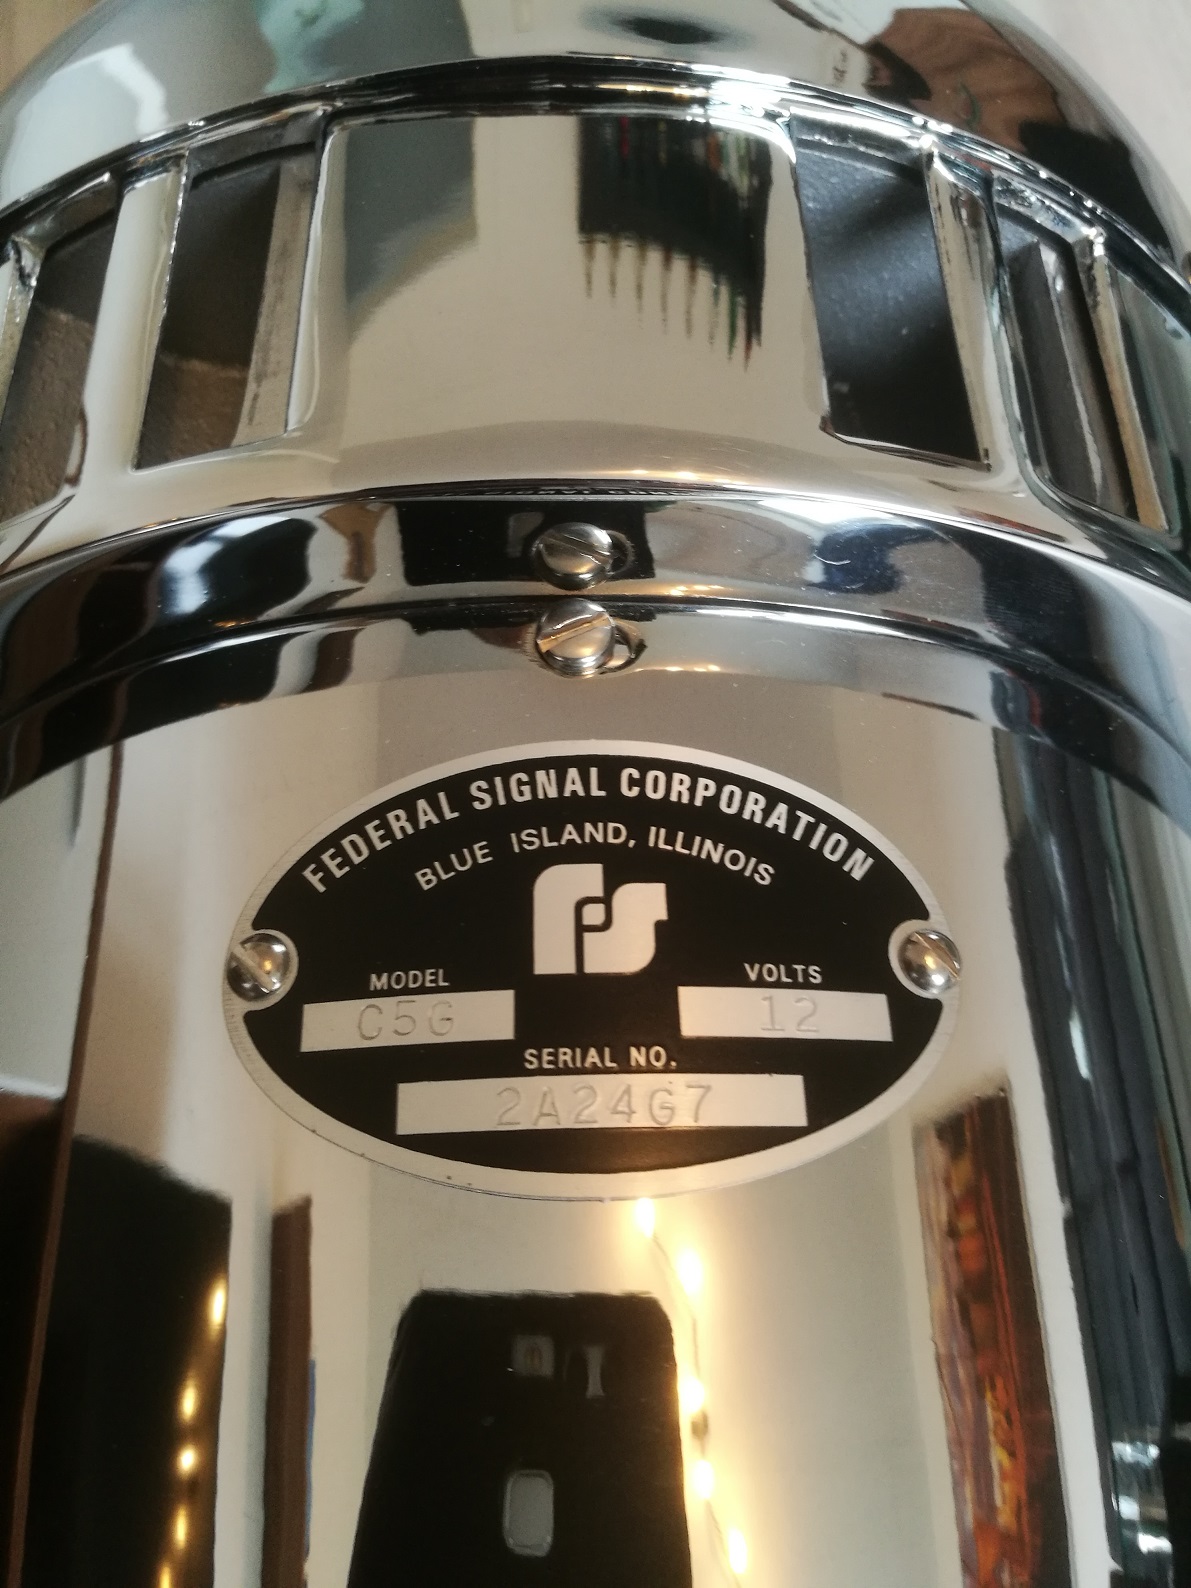 FEDERAL SIGNAL CORPORATION
BLUE ISLAND, ILLINOIS
FS
MODEL
C5G
VOLTS
12
SERIAL NO.
2A24G7